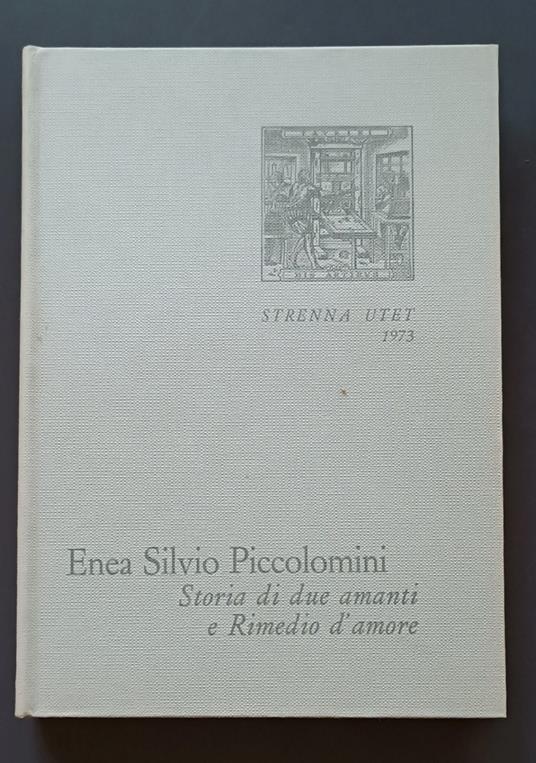 STRENNA UTET
1973
Enea Silvio Piccolomini
Storia di due amanti
e Rimedio d'amore